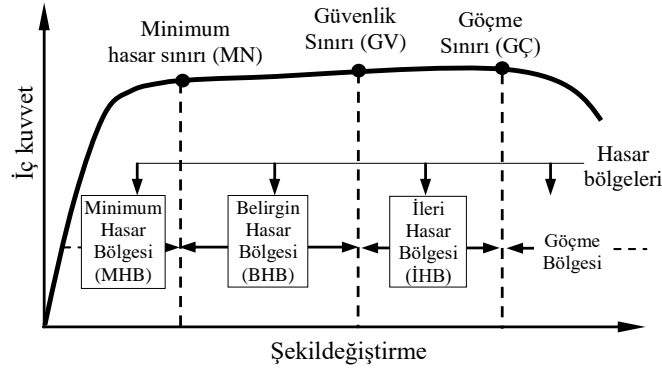 Minimum
hasar sınırı (MN)
Güvenlik
Sınırı (GV)
Göçme
Sınırı (GÇ)
İç kuvvet
Hasar
bölgeleri
Minimum
Hasar
Bölgesi
(MHB)
Belirgin
Hasar
Bölgesi
(BHB)
İleri
Hasar
Bölgesi
(İHB)
Göçme
Bölgesi
Şekildeğiştirme